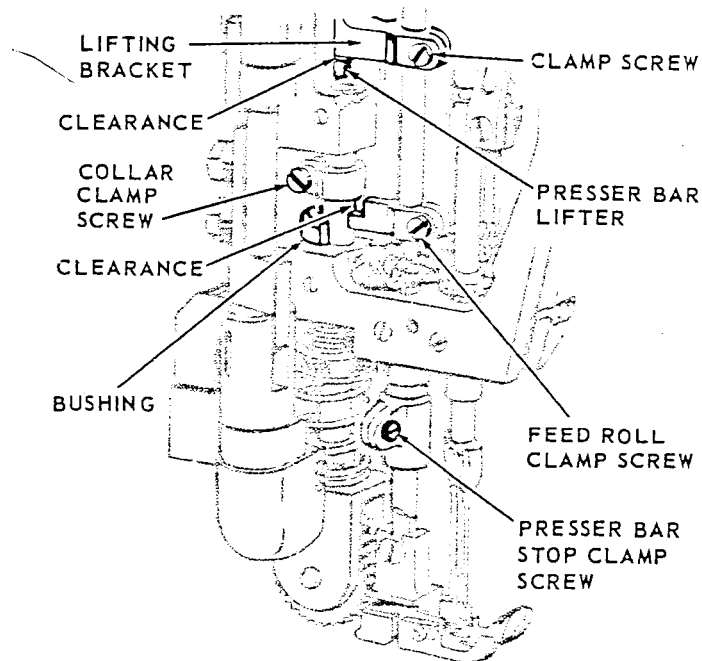 LIFTING
BRACKET
CLAMP SCREW
CLEARANCE
COLLAR
CLAMP
SCREW
PRESSER BAR
LIFTER
CLEARANCE
BUSHING
FEED ROLL
CLAMP SCREW
PRESSER BAR
STOP CLAMP
SCREW